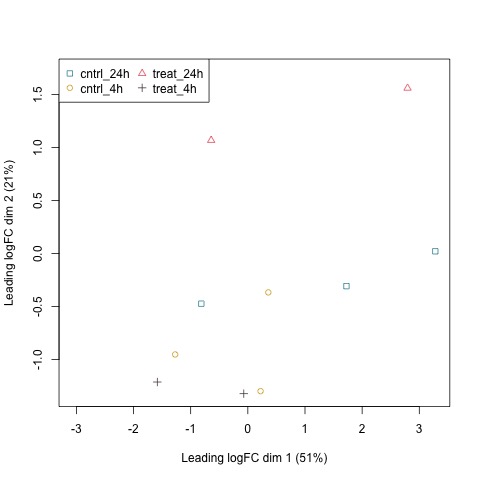 cntrl_24h treat_24h
cntrl_4h treat_4h
Leading logFC dim 2 (21%)
1.5
1.0
0.5
0.0
-0.5
-1.0
-3 -2 -1 0 1 2 3
Leading logFC dim 1 (51%)